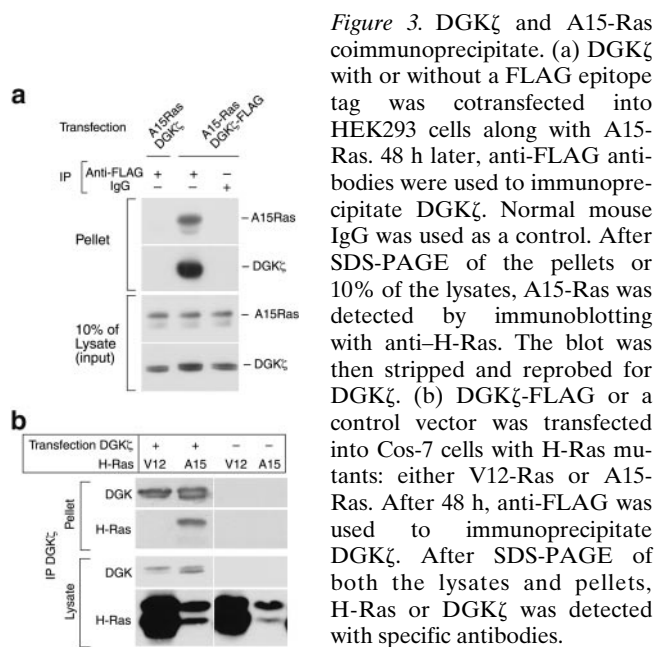 a
Transfection
A15Ras
DGKζ
A15-Ras
DGKζ-FLAG
IP
Anti-FLAG + + –
IgG – – +
Pellet
– A15Ras
– DGKζ
10% of
Lysate
(input)
– A15Ras
– DGKζ
b
Transfection DGKζ + + – –
H-Ras V12 A15 V12 A15
IP DGKζ
Pellet
DGK
H-Ras
Lysate
DGK
H-Ras
Figure 3. DGKζ and A15-Ras
coimmunoprecipitate. (a) DGKζ
with or without a FLAG epitope
tag was cotransfected into
HEK293 cells along with A15-
Ras. 48 h later, anti-FLAG anti-
bodies were used to immunopre-
cipitate DGKζ. Normal mouse
IgG was used as a control. After
SDS-PAGE of the pellets or
10% of the lysates, A15-Ras was
detected by immunoblotting
with anti–H-Ras. The blot was
then stripped and reprobed for
DGKζ. (b) DGKζ-FLAG or a
control vector was transfected
into Cos-7 cells with H-Ras mu-
tants: either V12-Ras or A15-
Ras. After 48 h, anti-FLAG was
used to immunoprecipitate
DGKζ. After SDS-PAGE of
both the lysates and pellets,
H-Ras or DGKζ was detected
with specific antibodies.